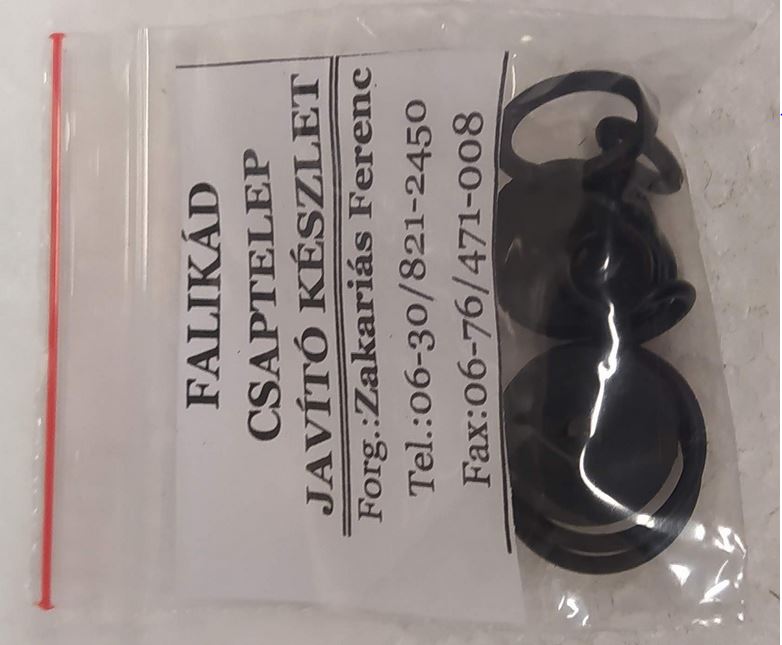 FALIKÁD
CSAPTELEP
JAVÍTÓ KÉSZLET
Forg.:Zakariás Ferenc
Tel.:06-30/821-2450
Fax:06-76/471-008